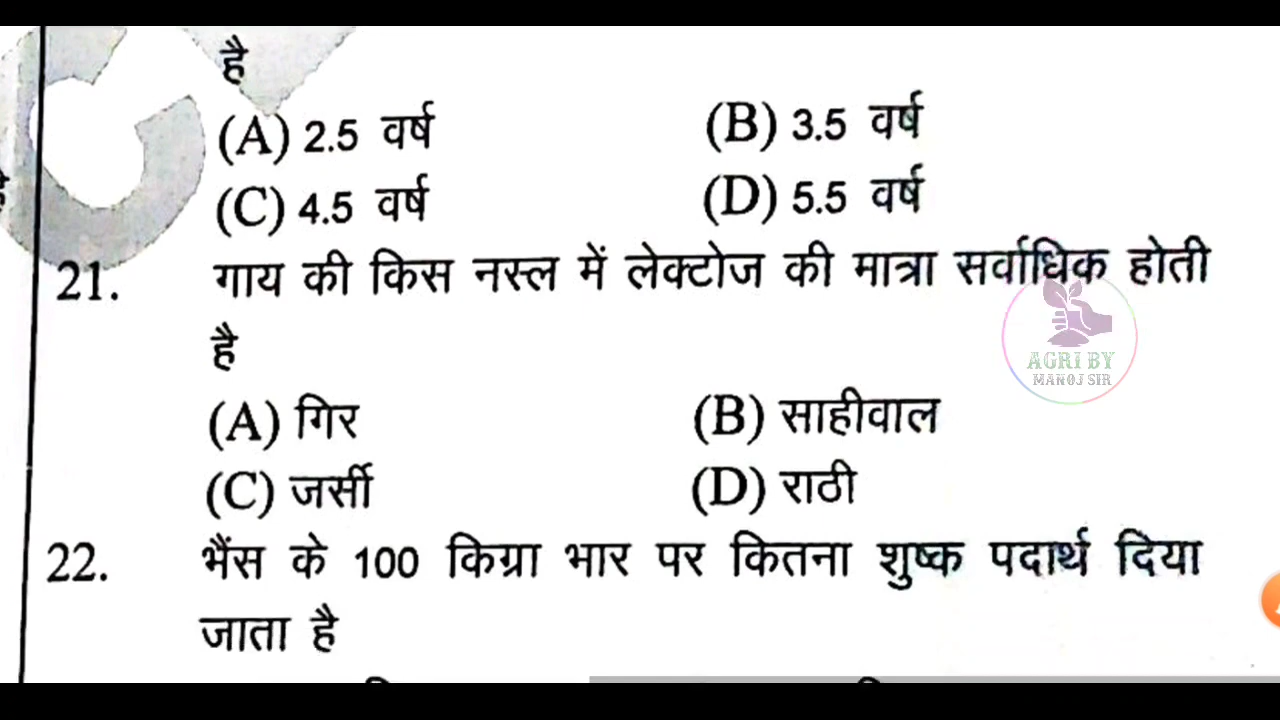 है
(A) 2.5 वर्ष (B) 3.5 वर्ष
(C) 4.5 वर्ष (D) 5.5 वर्ष
21. गाय की किस नस्ल में लेक्टोज की मात्रा सर्वाधिक होती
है
AGRI BY
MANOJ SIR
(A) गिर (B) साहीवाल
(C) जर्सी (D) राठी
22. भैंस के 100 किग्रा भार पर कितना शुष्क पदार्थ दिया
जाता है